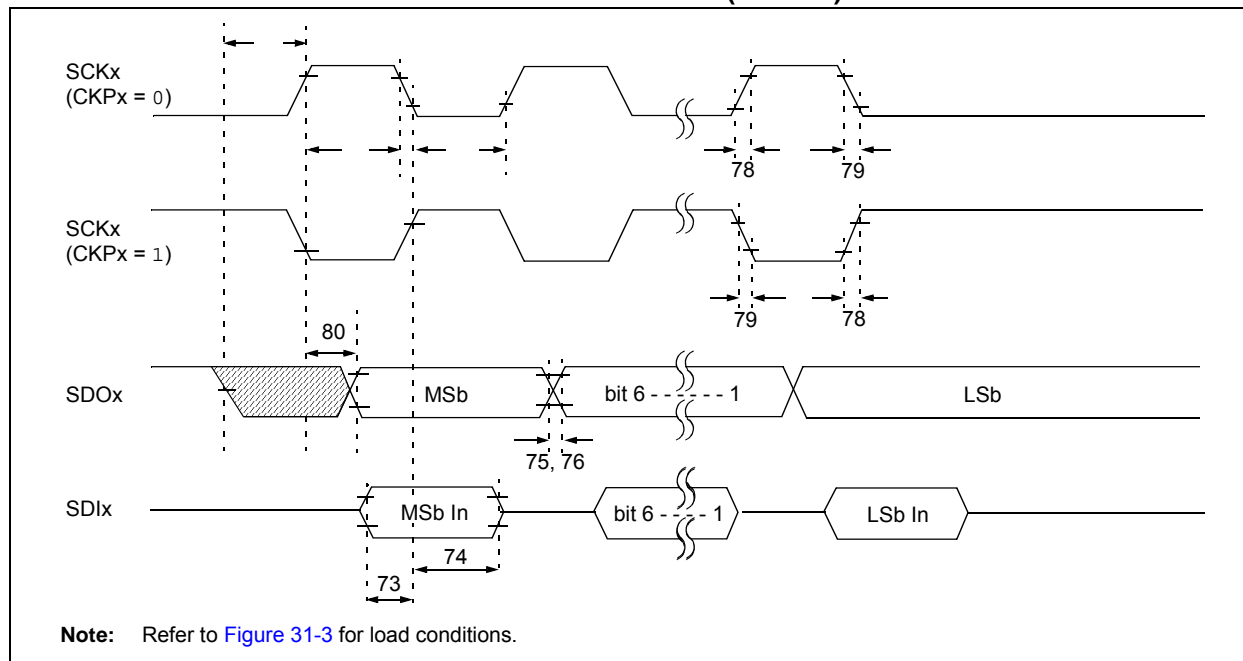 SCKx
(CKPx = 0)
78
79
SCKx
(CKPx = 1)
79
78
80
SDOx
MSb
bit 6 - - - - - - 1
LSb
75, 76
SDIx
MSb In
bit 6 - - - - - 1
LSb In
74
73
Note: Refer to Figure 31-3 for load conditions.